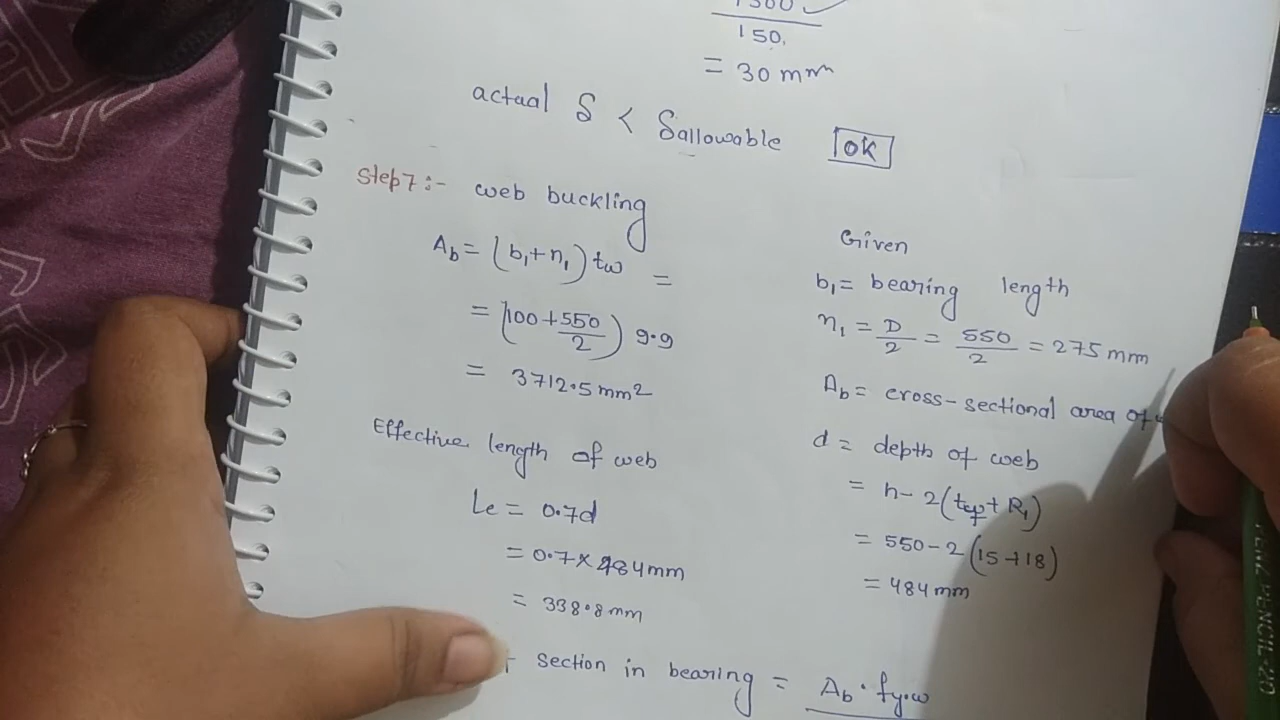 150
= 30 mm
actual δ < δallowable OK
Step 7:- web buckling
Ab = (b1 + n1) tw =
= (100 + 550/2) 9.9
= 3712.5 mm2
Effective length of web
Le = 0.7d
= 0.7 × 484 mm
= 338.8 mm
section in bearing = Ab . fyw
Given
b1 = bearing length
n1 = D/2 = 550/2 = 275 mm
Ab = cross-sectional area of
d = depth of web
= h - 2(tf + R1)
= 550 - 2(15 + 18)
= 484 mm